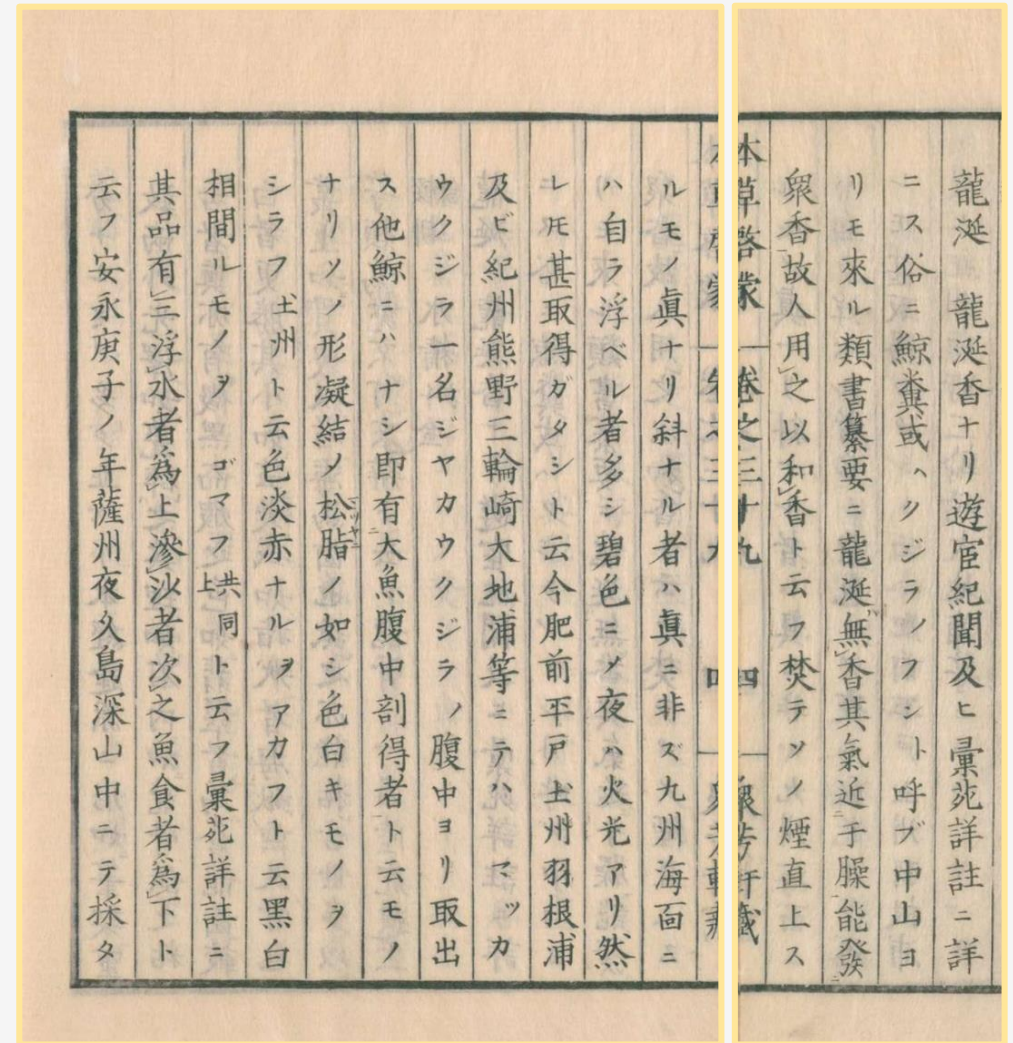 龍涎　龍涎香ナリ遊宦紀聞及ヒ彙苑詳註ニ詳
ニス俗ニ鯨糞或ハクジラノフント呼ブ中山ヨ
リモ來ル類書纂要ニ龍涎無香其氣近于臊能發
衆香故人用之以和香ト云フ焚テソノ煙直上ス
本草啓蒙　卷之三十九　四　衆芳軒藏
ルモノ眞ナリ斜ナル者ハ眞ニ非ズ九州海面ニ
ハ自ラ浮ベル者多シ碧色ニメ夜ハ火光アリ然
レ𪜈甚取得ガタシト云今肥前平戸土州羽根浦
及ビ紀州熊野三輪崎大地浦等ニテハマツカ
ウクジラ一名ジヤカウクジラノ腹中ヨリ取出
ス他鯨ニハナシ即有大魚腹中剖得者ト云モノ
ナリソノ形凝結メ松脂ノ如シ色白キモノヲ
シラフ土州ト云色淡赤ナルヲアカフト云黒白
相間ルモノヲゴマフ共同上ト云フ彙苑詳註ニ
其品有三浮水者爲上滲沙者次之魚食者爲下ト
云フ安永庚子ノ年薩州夜久島深山中ニテ採タ